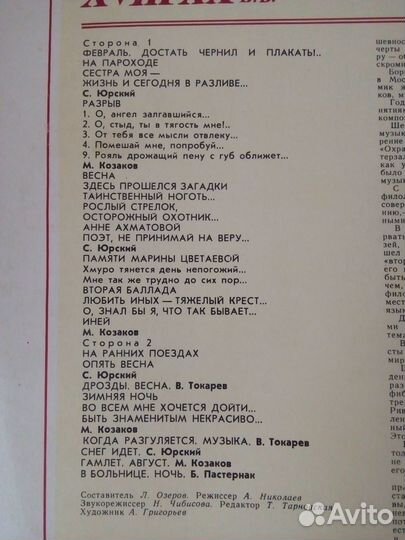 XVIII-XX В.В.
Сторона 1
ФЕВРАЛЬ. ДОСТАТЬ ЧЕРНИЛ И ПЛАКАТЬ!..
НА ПАРОХОДЕ
СЕСТРА МОЯ —
ЖИЗНЬ И СЕГОДНЯ В РАЗЛИВЕ...
С. Юрский
РАЗРЫВ
1. О, ангел залгавшийся...
2. О, стыд, ты в тягость мне!..
3. От тебя все мысли отвлеку...
4. Помешай мне, попробуй...
9. Рояль дрожащий пену с губ оближет...
М. Козаков
ВЕСНА
ЗДЕСЬ ПРОШЕЛСЯ ЗАГАДКИ
ТАИНСТВЕННЫЙ НОГОТЬ...
РОСЛЫЙ СТРЕЛОК,
ОСТОРОЖНЫЙ ОХОТНИК...
АННЕ АХМАТОВОЙ
ПОЭТ, НЕ ПРИНИМАЙ НА ВЕРУ...
С. Юрский
ПАМЯТИ МАРИНЫ ЦВЕТАЕВОЙ
Хмуро тянется день непогожий...
Мне так же трудно до сих пор...
ВТОРАЯ БАЛЛАДА
ЛЮБИТЬ ИНЫХ — ТЯЖЕЛЫЙ КРЕСТ...
О, ЗНАЛ БЫ Я, ЧТО ТАК БЫВАЕТ...
ИНЕЙ
М. Козаков
Сторона 2
НА РАННИХ ПОЕЗДАХ
ОПЯТЬ ВЕСНА
С. Юрский
ДРОЗДЫ. ВЕСНА. В. Токарев
ЗИМНЯЯ НОЧЬ
ВО ВСЕМ МНЕ ХОЧЕТСЯ ДОЙТИ...
БЫТЬ ЗНАМЕНИТЫМ НЕКРАСИВО...
М. Козаков
КОГДА РАЗГУЛЯЕТСЯ. МУЗЫКА. В. Токарев
СНЕГ ИДЕТ. С. Юрский
ГАМЛЕТ. АВГУСТ. М. Козаков
В БОЛЬНИЦЕ. НОЧЬ. Б. Пастернак
Составитель Л. Озеров. Режиссер А. Николаев
Звукорежиссер Н. Чибисова. Редактор Т. Тарновская
Художник А. Григорьев
Avito